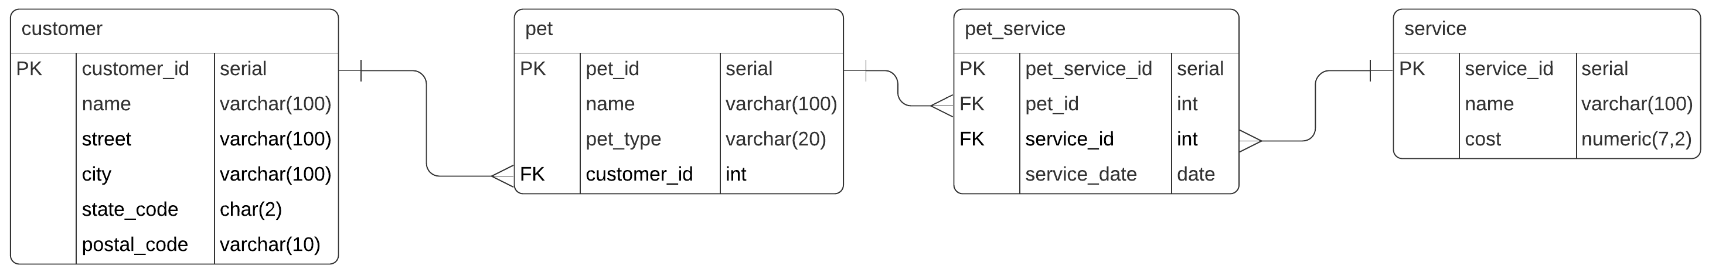 customer
PK customer_id serial
name varchar(100)
street varchar(100)
city varchar(100)
state_code char(2)
postal_code varchar(10)
pet
PK pet_id serial
name varchar(100)
pet_type varchar(20)
FK customer_id int
pet_service
PK pet_service_id serial
FK pet_id int
FK service_id int
service_date date
service
PK service_id serial
name varchar(100)
cost numeric(7,2)